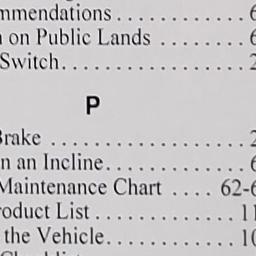 mmendations . . . . . . . . . . . . 6
on Public Lands . . . . . . . . 6
Switch. . . . . . . . . . . . . . . . . 2
P
Brake . . . . . . . . . . . . . . . . . . 2
n an Incline. . . . . . . . . . . . . 6
Maintenance Chart . . . . 62-6
roduct List . . . . . . . . . . . . . . 11
the Vehicle. . . . . . . . . . . . . 10